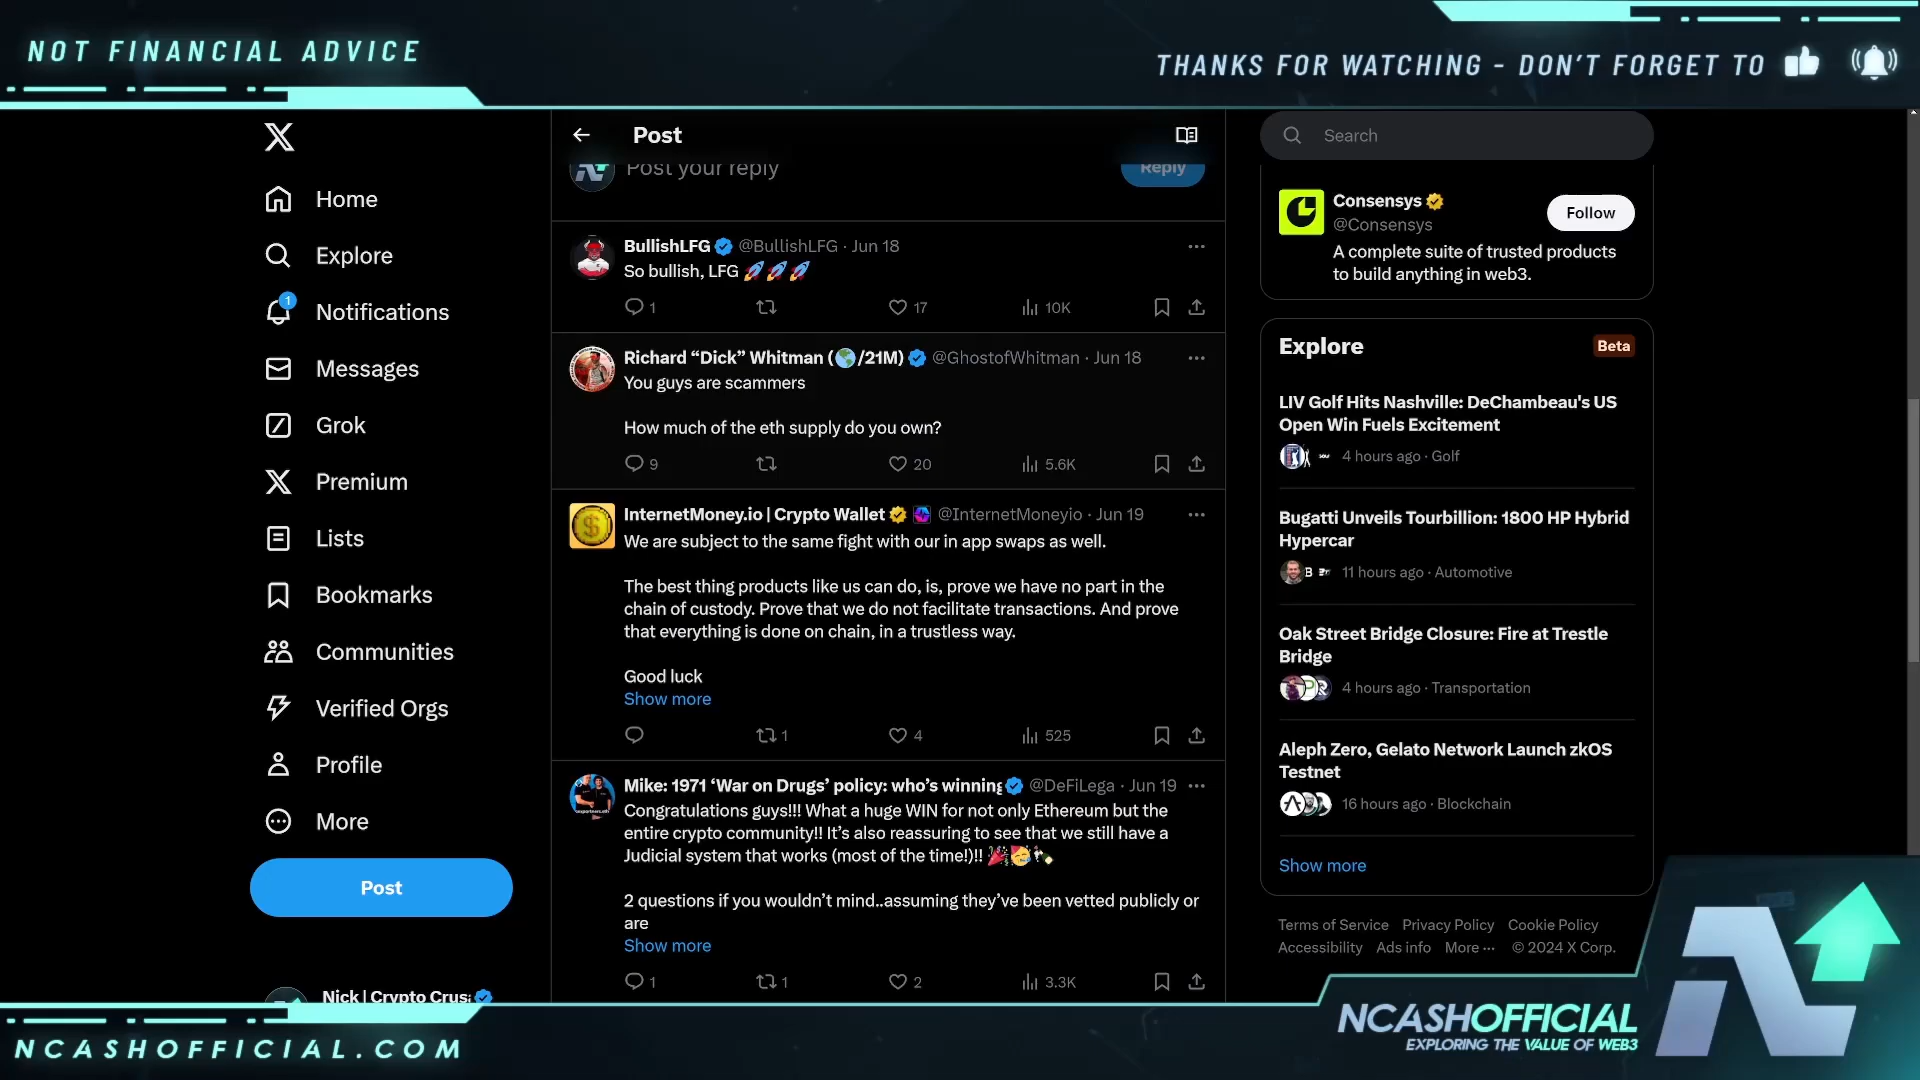 NOT FINANCIAL ADVICE
THANKS FOR WATCHING - DON'T FORGET TO
Home
Explore
1
Notifications
Messages
Grok
Premium
Lists
Bookmarks
Communities
Verified Orgs
Profile
More
Post
Nick | Crypto Crus
Post
Post your reply
Reply
BullishLFG @BullishLFG · Jun 18
So bullish, LFG 🚀🚀🚀
1 17 10K
Richard “Dick” Whitman (🌎/21M) @GhostofWhitman · Jun 18
You guys are scammers
How much of the eth supply do you own?
9 20 5.6K
InternetMoney.io | Crypto Wallet @InternetMoneyio · Jun 19
We are subject to the same fight with our in app swaps as well.
The best thing products like us can do, is, prove we have no part in the
chain of custody. Prove that we do not facilitate transactions. And prove
that everything is done on chain, in a trustless way.
Good luck
Show more
1 4 525
Mike: 1971 ‘War on Drugs’ policy: who’s winning @DeFiLega · Jun 19
Congratulations guys!!! What a huge WIN for not only Ethereum but the
entire crypto community!! It’s also reassuring to see that we still have a
Judicial system that works (most of the time!)!! 🎉🥳🍾
2 questions if you wouldn’t mind..assuming they’ve been vetted publicly or
are
Show more
1 1 2 3.3K
Search
Consensys
@Consensys
Follow
A complete suite of trusted products
to build anything in web3.
Explore
Beta
LIV Golf Hits Nashville: DeChambeau's US
Open Win Fuels Excitement
4 hours ago · Golf
Bugatti Unveils Tourbillion: 1800 HP Hybrid
Hypercar
11 hours ago · Automotive
Oak Street Bridge Closure: Fire at Trestle
Bridge
4 hours ago · Transportation
Aleph Zero, Gelato Network Launch zkOS
Testnet
16 hours ago · Blockchain
Show more
Terms of Service Privacy Policy Cookie Policy
Accessibility Ads info More ··· © 2024 X Corp.
NCASHOFFICIAL.COM
NCASHOFFICIAL
EXPLORING THE VALUE OF WEB3